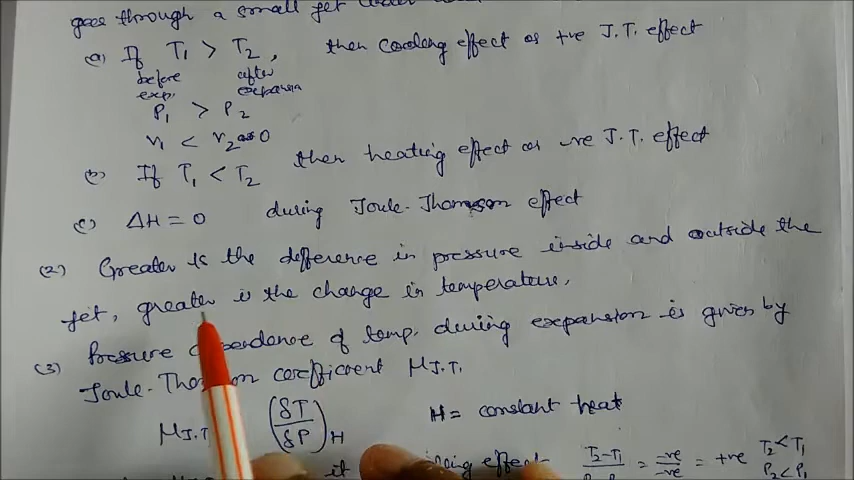 goes through a small jet
(a) If T₁ > T₂, then cooling effect or +ve J.T. effect
before after
exp. expansion
P₁ > P₂
V₁ < V₂
(b) If T₁ < T₂ then heating effect or -ve J.T. effect
(c) ΔH = 0 during Joule-Thomson effect
(2) Greater is the difference in pressure inside and outside the
jet, greater is the change in temperature.
(3) Pressure dependence of temp. during expansion is given by
Joule-Thomson coefficient μJ.T.
μJ.T. (δT/δP)H H = constant heat
it effect T₂-T₁ = -ve/-ve = +ve T₂<T₁
P₂<P₁